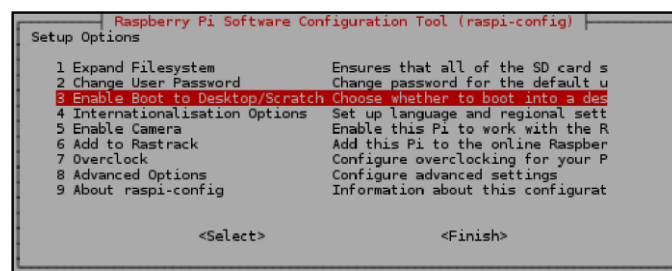 Raspberry Pi Software Configuration Tool (raspi-config)
Setup Options
1 Expand Filesystem Ensures that all of the SD card s
2 Change User Password Change password for the default u
3 Enable Boot to Desktop/Scratch Choose whether to boot into a des
4 Internationalisation Options Set up language and regional sett
5 Enable Camera Enable this Pi to work with the R
6 Add to Rastrack Add this Pi to the online Raspber
7 Overclock Configure overclocking for your P
8 Advanced Options Configure advanced settings
9 About raspi-config Information about this configurat
<Select> <Finish>